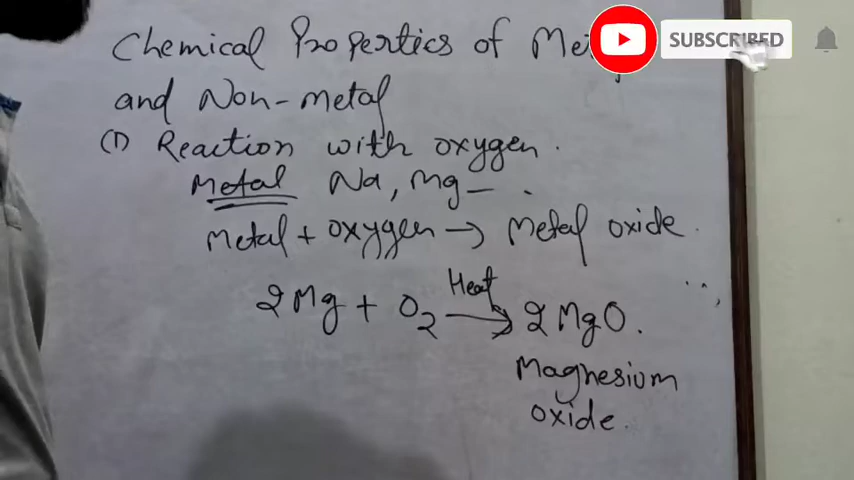 Chemical Properties of
and Non-metal
(1) Reaction with oxygen.
Metal Na, Mg — .
Metal + oxygen → Metal oxide.
2Mg + O₂ Heat → 2MgO.
Magnesium
oxide.
SUBSCRIBED